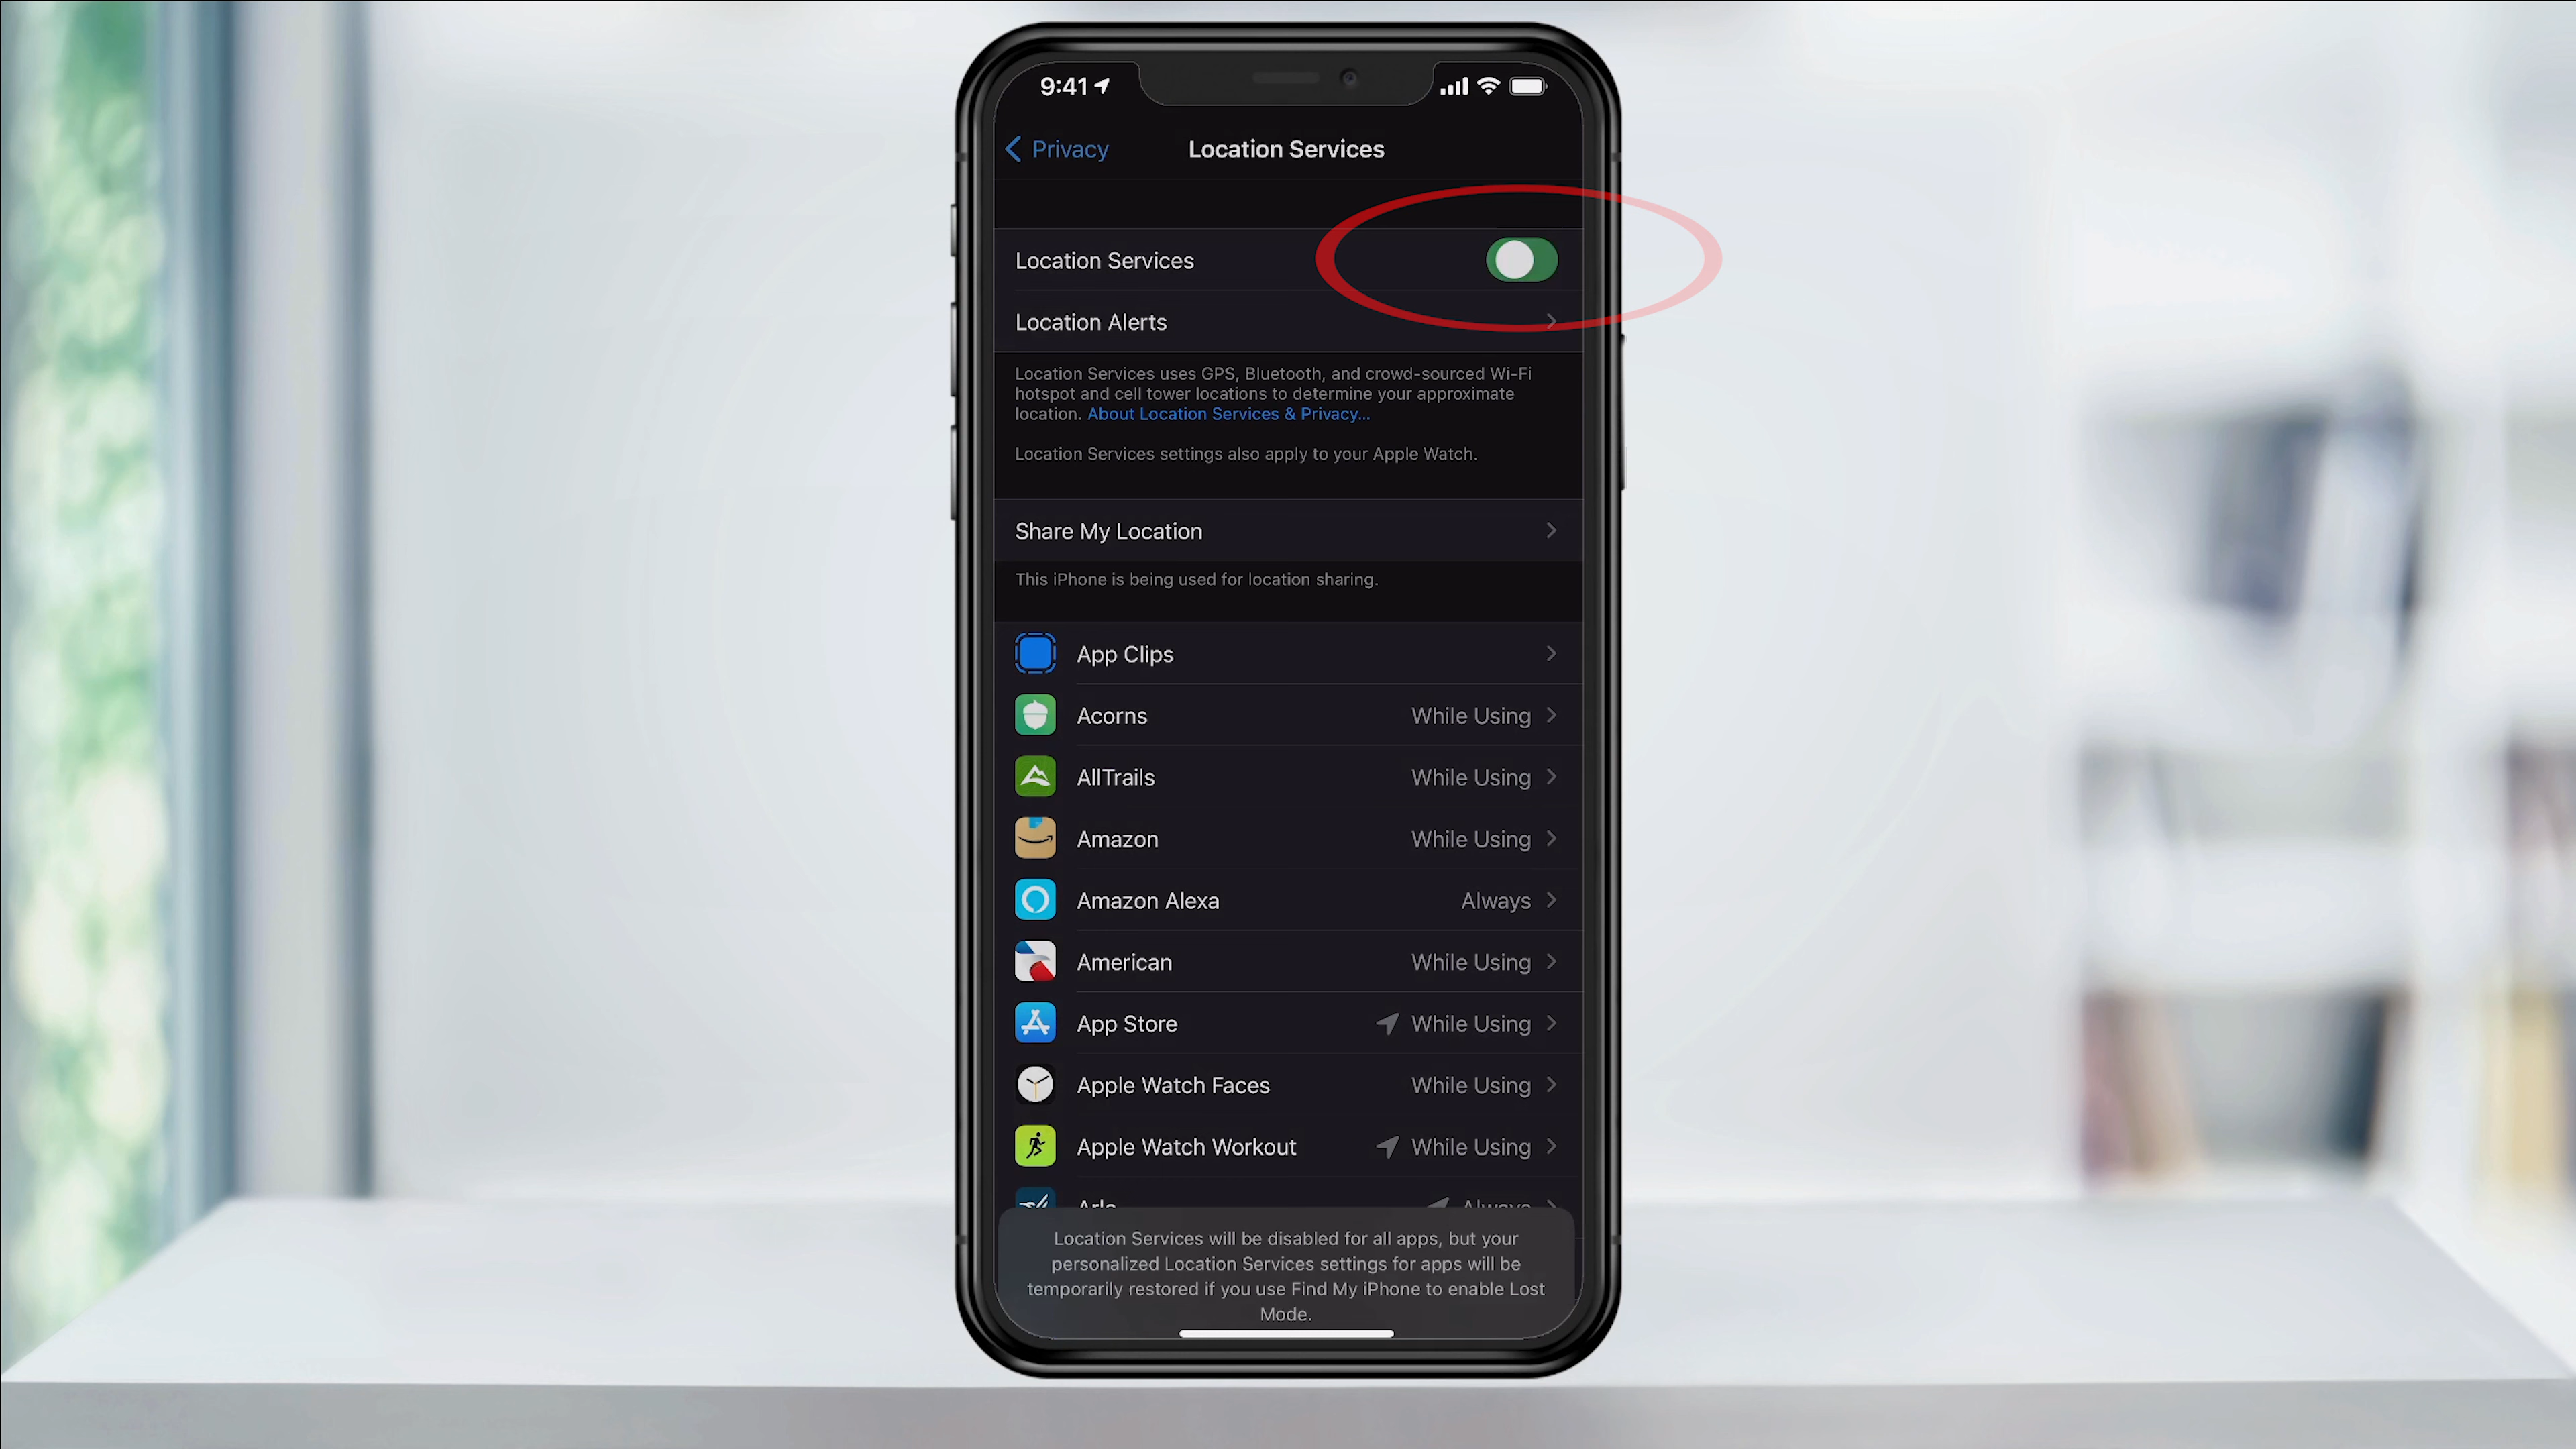 9:41
Privacy
Location Services
Location Services
Location Alerts
Location Services uses GPS, Bluetooth, and crowd-sourced Wi-Fi
hotspot and cell tower locations to determine your approximate
location. About Location Services & Privacy...
Location Services settings also apply to your Apple Watch.
Share My Location
This iPhone is being used for location sharing.
App Clips
Acorns While Using
AllTrails While Using
Amazon While Using
Amazon Alexa Always
American While Using
App Store While Using
Apple Watch Faces While Using
Apple Watch Workout While Using
Arlo Always
Location Services will be disabled for all apps, but your
personalized Location Services settings for apps will be
temporarily restored if you use Find My iPhone to enable Lost
Mode.